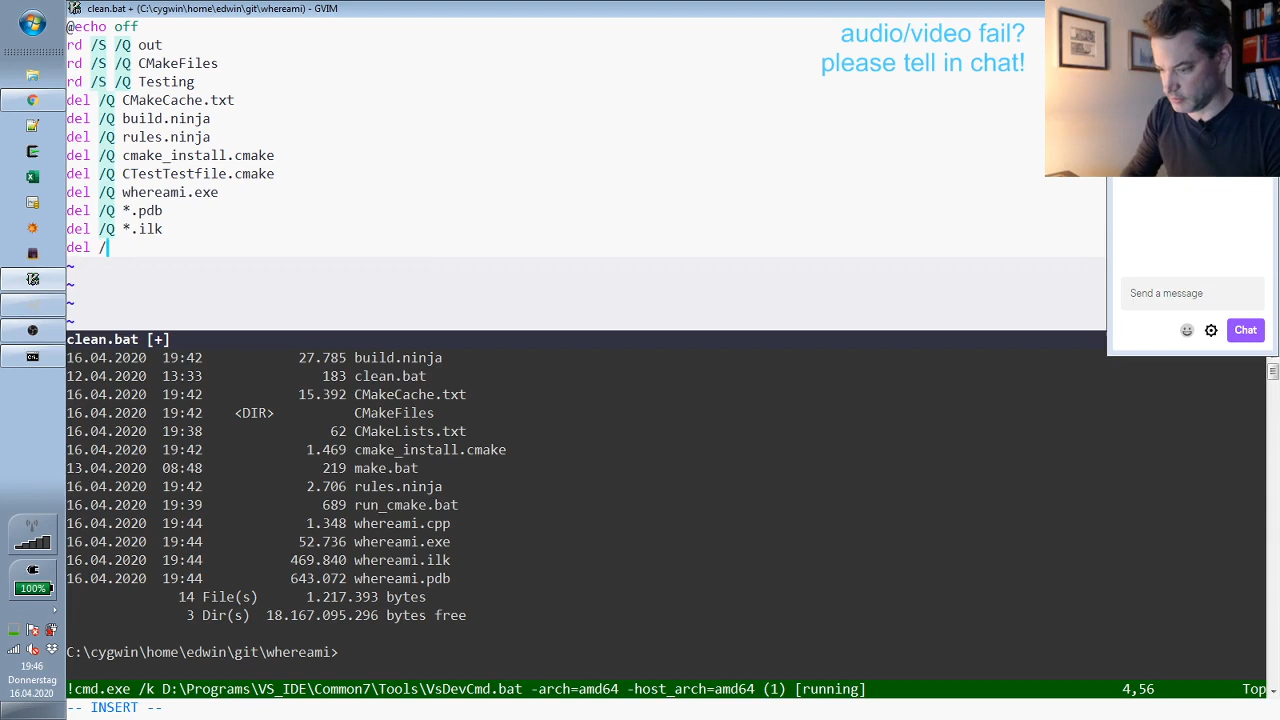 clean.bat + (C:\cygwin\home\edwin\git\whereami) - GVIM
@echo off
rd /S /Q out
rd /S /Q CMakeFiles
rd /S /Q Testing
del /Q CMakeCache.txt
del /Q build.ninja
del /Q rules.ninja
del /Q cmake_install.cmake
del /Q CTestTestfile.cmake
del /Q whereami.exe
del /Q *.pdb
del /Q *.ilk
del /
~
~
~
~
audio/video fail?
please tell in chat!
Send a message
Chat
clean.bat [+]
16.04.2020 19:42 27.785 build.ninja
12.04.2020 13:33 183 clean.bat
16.04.2020 19:42 15.392 CMakeCache.txt
16.04.2020 19:42 <DIR> CMakeFiles
16.04.2020 19:38 62 CMakeLists.txt
16.04.2020 19:42 1.469 cmake_install.cmake
13.04.2020 08:48 219 make.bat
16.04.2020 19:42 2.706 rules.ninja
16.04.2020 19:39 689 run_cmake.bat
16.04.2020 19:44 1.348 whereami.cpp
16.04.2020 19:44 52.736 whereami.exe
16.04.2020 19:44 469.840 whereami.ilk
16.04.2020 19:44 643.072 whereami.pdb
14 File(s) 1.217.393 bytes
3 Dir(s) 18.167.095.296 bytes free
C:\cygwin\home\edwin\git\whereami>
!cmd.exe /k D:\Programs\VS_IDE\Common7\Tools\VsDevCmd.bat -arch=amd64 -host_arch=amd64 (1) [running] 4,56 Top
-- INSERT --
100%
19:46
Donnerstag
16.04.2020